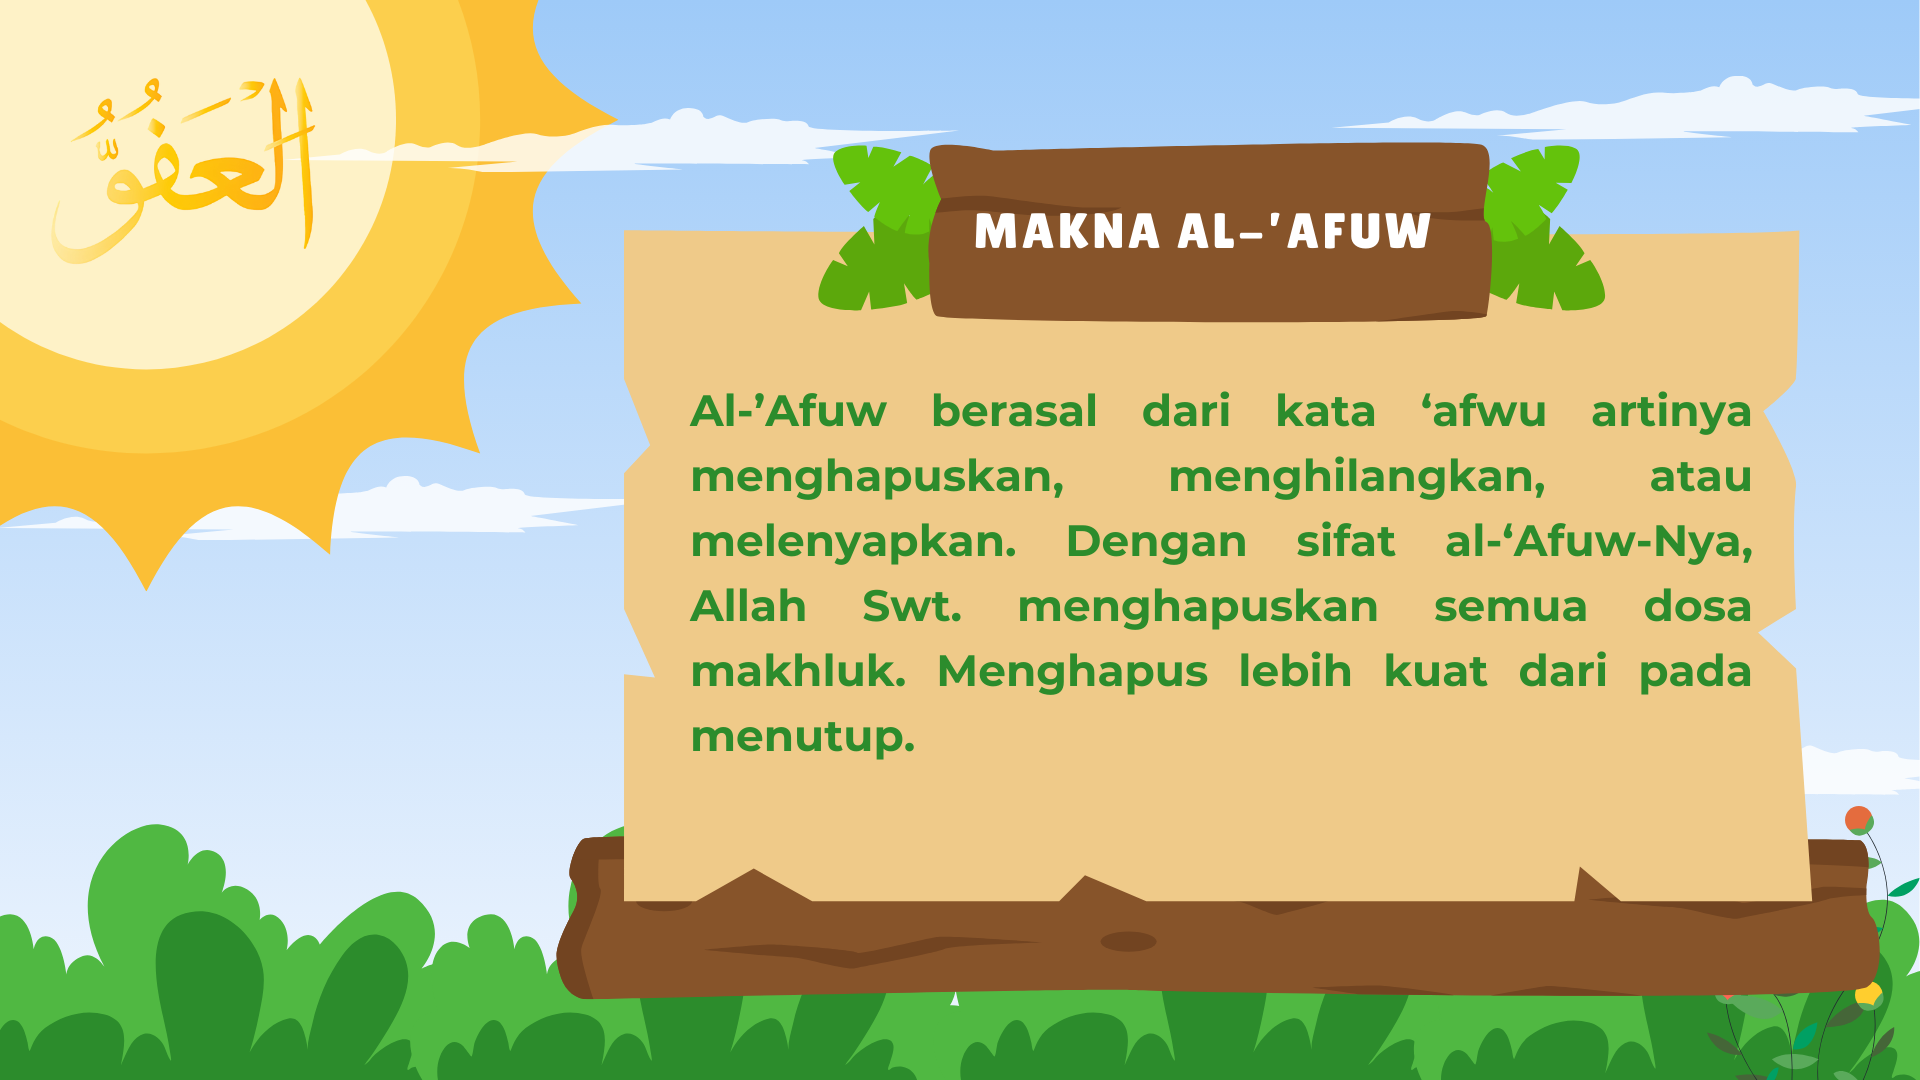 الْعَفُوُّ
MAKNA AL-'AFUW
Al-’Afuw berasal dari kata ‘afwu artinya
menghapuskan, menghilangkan, atau
melenyapkan. Dengan sifat al-‘Afuw-Nya,
Allah Swt. menghapuskan semua dosa
makhluk. Menghapus lebih kuat dari pada
menutup.